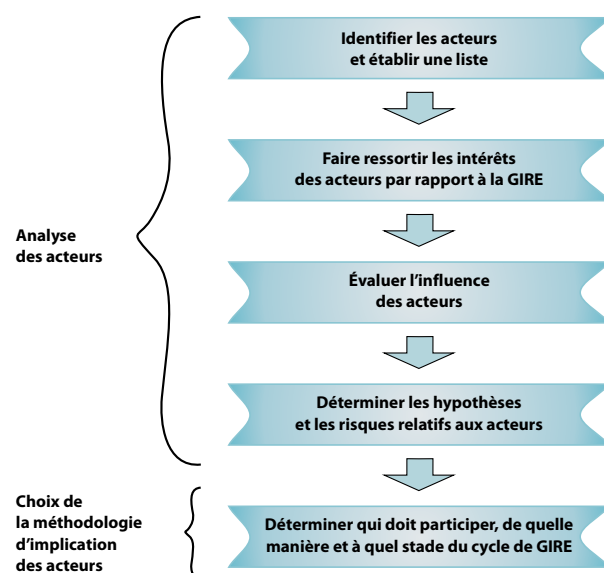 Identifier les acteurs
et établir une liste
Faire ressortir les intérêts
des acteurs par rapport à la GIRE
Analyse
des acteurs
Évaluer l’influence
des acteurs
Déterminer les hypothèses
et les risques relatifs aux acteurs
Choix de
la méthodologie
d’implication
des acteurs
Déterminer qui doit participer, de quelle
manière et à quel stade du cycle de GIRE